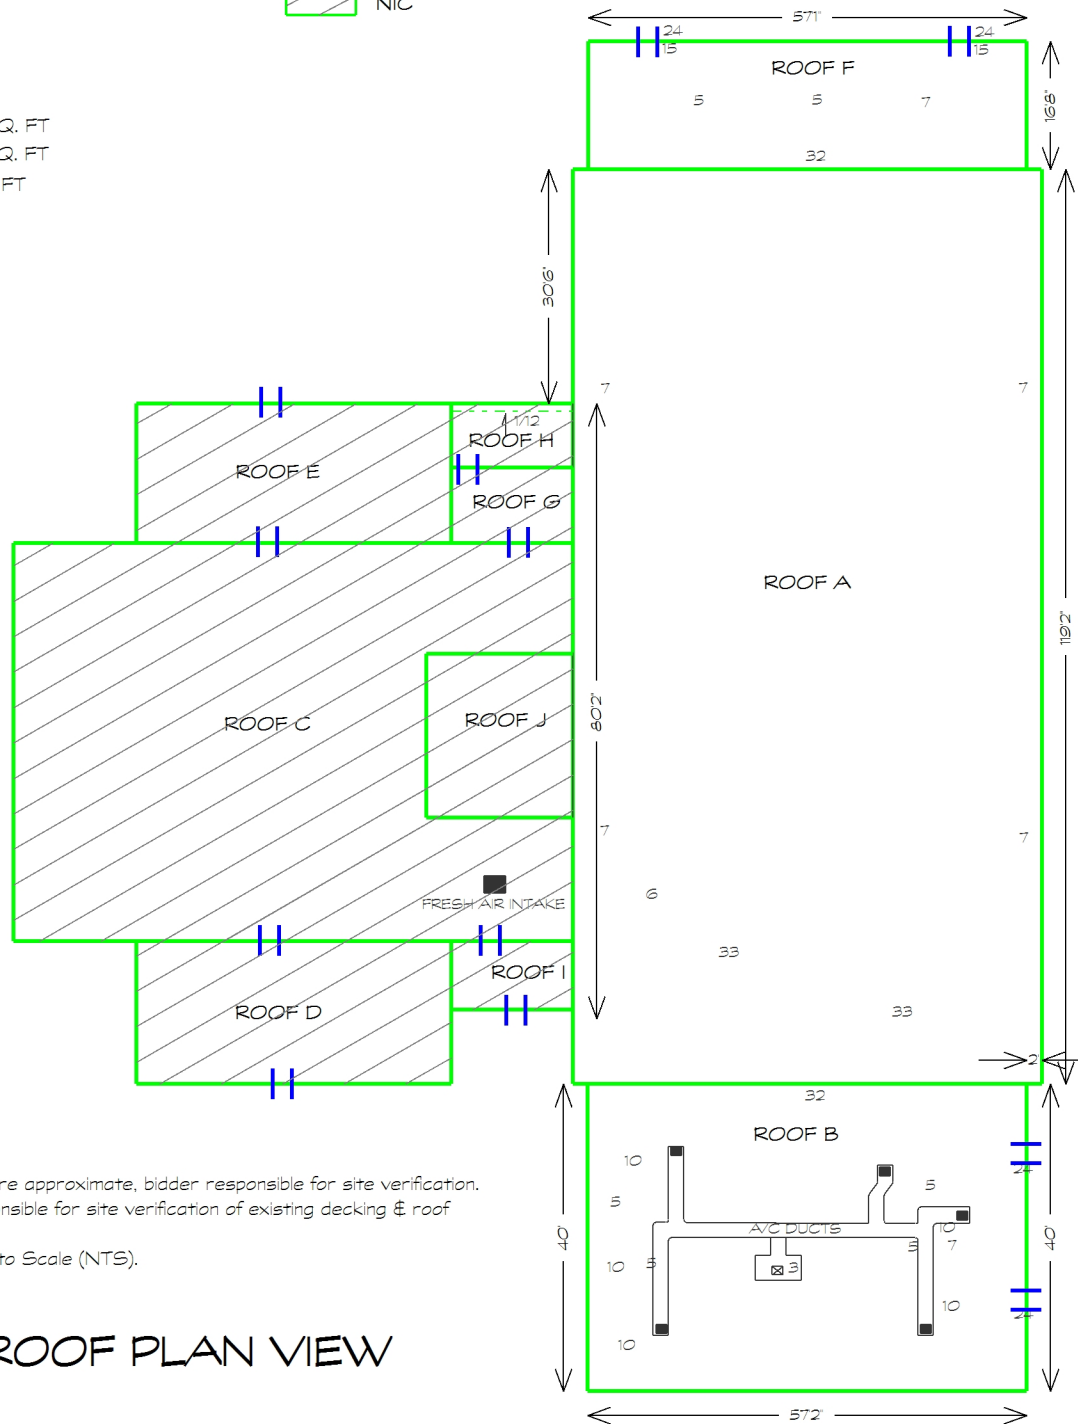 NIC
57'1"
24
15
24
15
ROOF F
Q. FT
5
5
7
16'8"
Q. FT
32
FT
30'6"
7
7
1/12
ROOF H
ROOF E
ROOF G
ROOF A
119'2"
80'2"
ROOF C
ROOF J
7
7
6
FRESH AIR INTAKE
33
ROOF I
ROOF D
33
2'
32
ROOF B
10
24
re approximate, bidder responsible for site verification.
5
5
nsible for site verification of existing decking & roof
A/C DUCTS
10
40'
40'
5
7
to Scale (NTS).
10
5
3
10
24
10
ROOF PLAN VIEW
57'2"